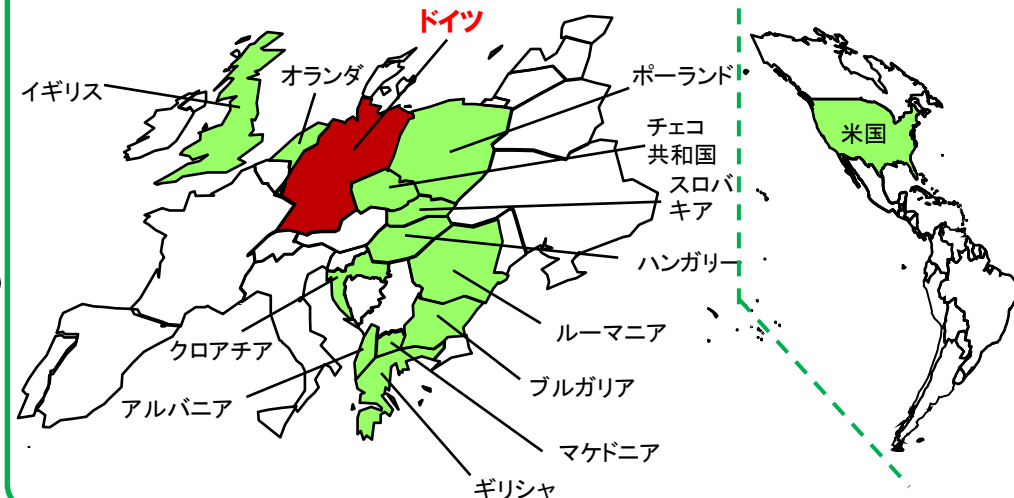 ドイツ
イギリス
オランダ
ポーランド
チェコ
共和国
スロバ
キア
ハンガリー
ルーマニア
ブルガリア
マケドニア
ギリシャ
アルバニア
クロアチア
米国